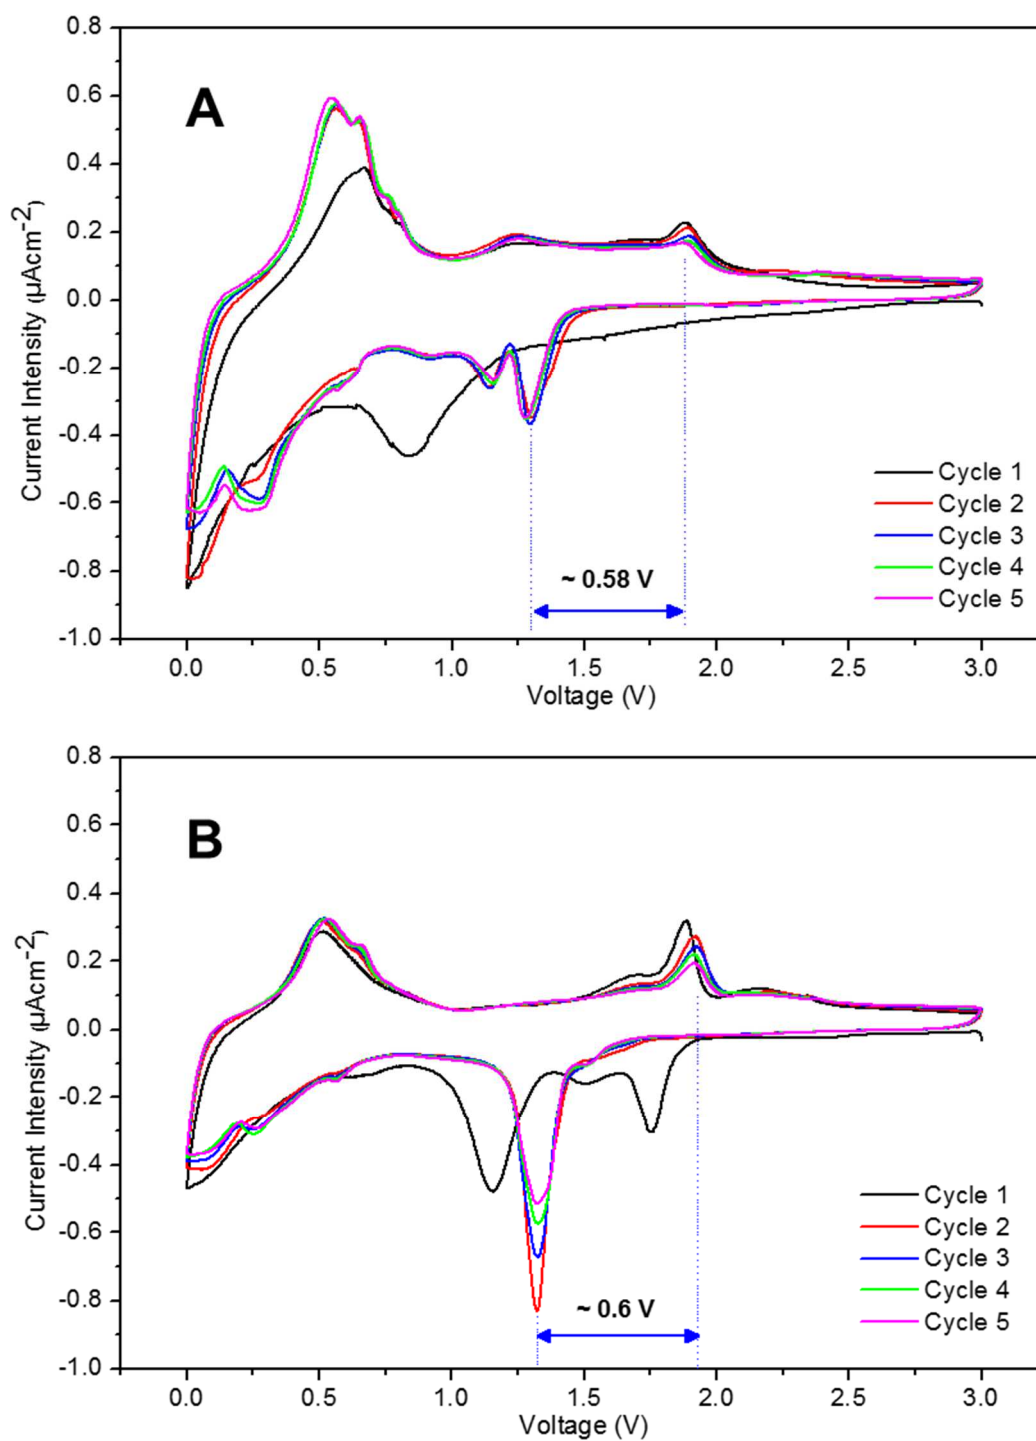 0.8
0.6
0.4
0.2
0.0
-0.2
-0.4
-0.6
-0.8
-1.0
Current Intensity (µAcm-2)
A
Cycle 1
Cycle 2
Cycle 3
Cycle 4
Cycle 5
~ 0.58 V
0.0 0.5 1.0 1.5 2.0 2.5 3.0
Voltage (V)
0.8
0.6
0.4
0.2
0.0
-0.2
-0.4
-0.6
-0.8
-1.0
Current Intensity (µAcm-2)
B
Cycle 1
Cycle 2
Cycle 3
Cycle 4
Cycle 5
~ 0.6 V
0.0 0.5 1.0 1.5 2.0 2.5 3.0
Voltage (V)